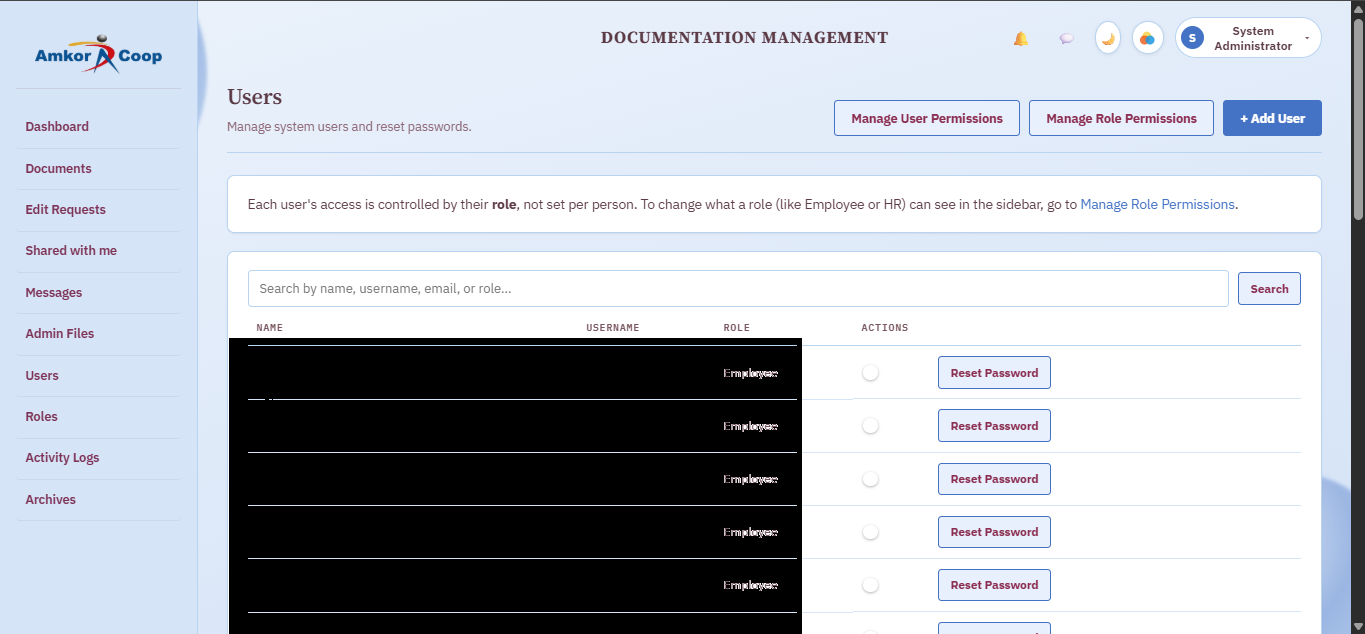 Amkor Coop
DOCUMENTATION MANAGEMENT
S
System
Administrator
Dashboard
Documents
Edit Requests
Shared with me
Messages
Admin Files
Users
Roles
Activity Logs
Archives
Users
Manage system users and reset passwords.
Manage User Permissions
Manage Role Permissions
+ Add User
Each user's access is controlled by their role, not set per person. To change what a role (like Employee or HR) can see in the sidebar, go to Manage Role Permissions.
Search by name, username, email, or role...
Search
NAME USERNAME ROLE ACTIONS
Employee Reset Password
Employee Reset Password
Employee Reset Password
Employee Reset Password
Employee Reset Password